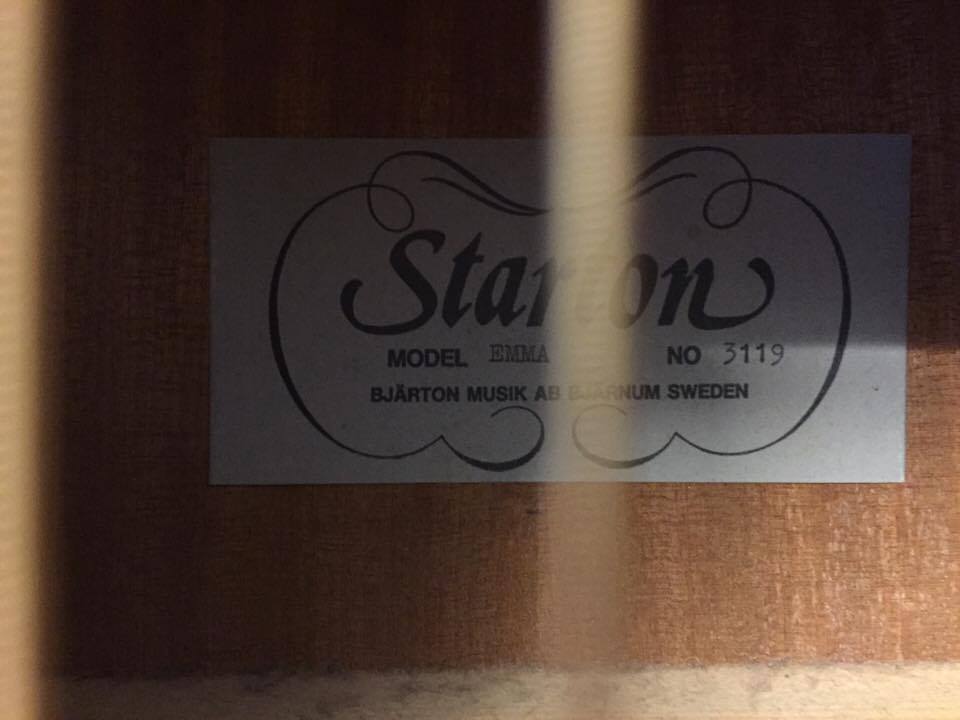 Starton
MODEL EMMA NO 3119
BJÄRTON MUSIK AB BJÄRNUM SWEDEN